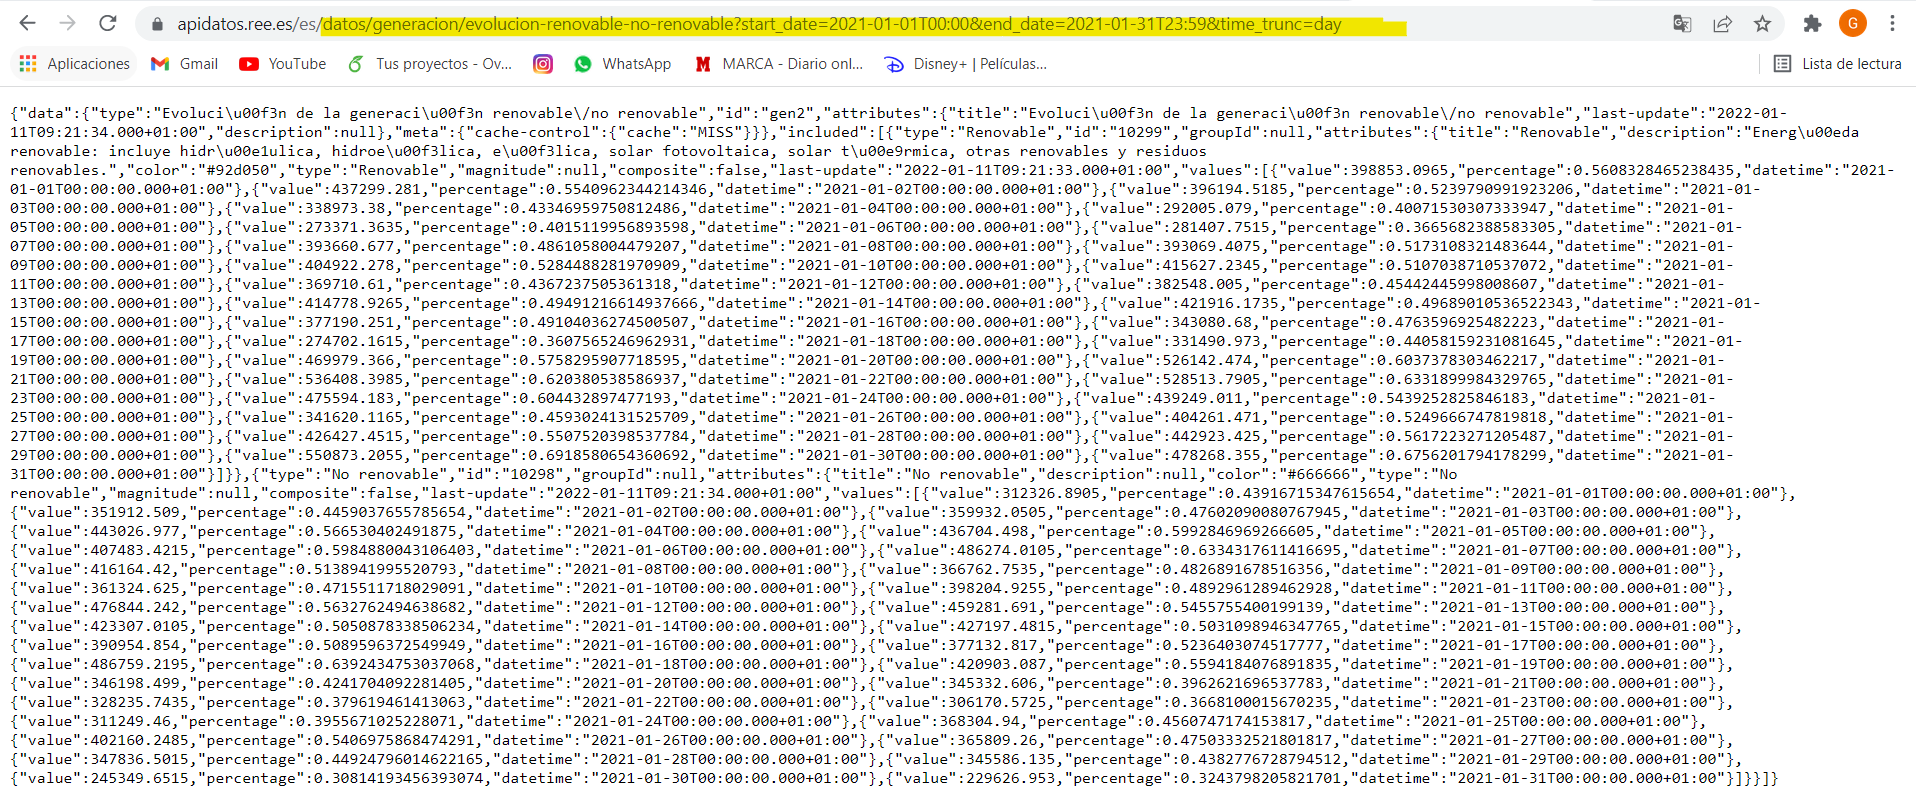 apidatos.ree.es/es/datos/generacion/evolucion-renovable-no-renovable?start_date=2021-01-01T00:00&end_date=2021-01-31T23:59&time_trunc=day
G
Aplicaciones Gmail YouTube Tus proyectos - Ov... WhatsApp MARCA - Diario onl... Disney+ | Películas... Lista de lectura
{"data":{"type":"Evoluci\u00f3n de la generaci\u00f3n renovable\/no renovable","id":"gen2","attributes":{"title":"Evoluci\u00f3n de la generaci\u00f3n renovable\/no renovable","last-update":"2022-01-
11T09:21:34.000+01:00","description":null},"meta":{"cache-control":{"cache":"MISS"}}},"included":[{"type":"Renovable","id":"10299","groupId":null,"attributes":{"title":"Renovable","description":"Energ\u00eda
renovable: incluye hidr\u00e1ulica, hidroe\u00f3lica, e\u00f3lica, solar fotovoltaica, solar t\u00e9rmica, otras renovables y residuos
renovables.","color":"#92d050","type":"Renovable","magnitude":null,"composite":false,"last-update":"2022-01-11T09:21:33.000+01:00","values":[{"value":398853.0965,"percentage":0.5608328465238435,"datetime":"2021-
01-01T00:00:00.000+01:00"},{"value":437299.281,"percentage":0.5540962344214346,"datetime":"2021-01-02T00:00:00.000+01:00"},{"value":396194.5185,"percentage":0.5239790991923206,"datetime":"2021-01-
03T00:00:00.000+01:00"},{"value":338973.38,"percentage":0.43346959750812486,"datetime":"2021-01-04T00:00:00.000+01:00"},{"value":292005.079,"percentage":0.40071530307333947,"datetime":"2021-01-
05T00:00:00.000+01:00"},{"value":273371.3635,"percentage":0.4015119956893598,"datetime":"2021-01-06T00:00:00.000+01:00"},{"value":281407.7515,"percentage":0.3665682388583305,"datetime":"2021-01-
07T00:00:00.000+01:00"},{"value":393660.677,"percentage":0.4861058004479207,"datetime":"2021-01-08T00:00:00.000+01:00"},{"value":393069.4075,"percentage":0.5173108321483644,"datetime":"2021-01-
09T00:00:00.000+01:00"},{"value":404922.278,"percentage":0.5284488281970909,"datetime":"2021-01-10T00:00:00.000+01:00"},{"value":415627.2345,"percentage":0.5107038710537072,"datetime":"2021-01-
11T00:00:00.000+01:00"},{"value":369710.61,"percentage":0.4367237505361318,"datetime":"2021-01-12T00:00:00.000+01:00"},{"value":382548.005,"percentage":0.45442445998008607,"datetime":"2021-01-
13T00:00:00.000+01:00"},{"value":414778.9265,"percentage":0.49491216614937666,"datetime":"2021-01-14T00:00:00.000+01:00"},{"value":421916.1735,"percentage":0.49689010536522343,"datetime":"2021-01-
15T00:00:00.000+01:00"},{"value":377190.251,"percentage":0.49104036274500507,"datetime":"2021-01-16T00:00:00.000+01:00"},{"value":343080.68,"percentage":0.4763596925482223,"datetime":"2021-01-
17T00:00:00.000+01:00"},{"value":274702.1615,"percentage":0.3607565246962931,"datetime":"2021-01-18T00:00:00.000+01:00"},{"value":331490.973,"percentage":0.44058159231081645,"datetime":"2021-01-
19T00:00:00.000+01:00"},{"value":469979.366,"percentage":0.5758295907718595,"datetime":"2021-01-20T00:00:00.000+01:00"},{"value":526142.474,"percentage":0.6037378303462217,"datetime":"2021-01-
21T00:00:00.000+01:00"},{"value":536408.3985,"percentage":0.620380538586937,"datetime":"2021-01-22T00:00:00.000+01:00"},{"value":528513.7905,"percentage":0.6331899984329765,"datetime":"2021-01-
23T00:00:00.000+01:00"},{"value":475594.183,"percentage":0.604432897477193,"datetime":"2021-01-24T00:00:00.000+01:00"},{"value":439249.011,"percentage":0.5439252825846183,"datetime":"2021-01-
25T00:00:00.000+01:00"},{"value":341620.1165,"percentage":0.4593024131525709,"datetime":"2021-01-26T00:00:00.000+01:00"},{"value":404261.471,"percentage":0.5249666747819818,"datetime":"2021-01-
27T00:00:00.000+01:00"},{"value":426427.4515,"percentage":0.5507520398537784,"datetime":"2021-01-28T00:00:00.000+01:00"},{"value":442923.425,"percentage":0.5617223271205487,"datetime":"2021-01-
29T00:00:00.000+01:00"},{"value":550873.2055,"percentage":0.6918580654360692,"datetime":"2021-01-30T00:00:00.000+01:00"},{"value":478268.355,"percentage":0.6756201794178299,"datetime":"2021-01-
31T00:00:00.000+01:00"}]}},{"type":"No renovable","id":"10298","groupId":null,"attributes":{"title":"No renovable","description":null,"color":"#666666","type":"No
renovable","magnitude":null,"composite":false,"last-update":"2022-01-11T09:21:34.000+01:00","values":[{"value":312326.8905,"percentage":0.43916715347615654,"datetime":"2021-01-01T00:00:00.000+01:00"},
{"value":351912.509,"percentage":0.4459037655785654,"datetime":"2021-01-02T00:00:00.000+01:00"},{"value":359932.0505,"percentage":0.47602090080767945,"datetime":"2021-01-03T00:00:00.000+01:00"},
{"value":443026.977,"percentage":0.566530402491875,"datetime":"2021-01-04T00:00:00.000+01:00"},{"value":436704.498,"percentage":0.5992846969266605,"datetime":"2021-01-05T00:00:00.000+01:00"},
{"value":407483.4215,"percentage":0.5984880043106403,"datetime":"2021-01-06T00:00:00.000+01:00"},{"value":486274.0105,"percentage":0.6334317611416695,"datetime":"2021-01-07T00:00:00.000+01:00"},
{"value":416164.42,"percentage":0.5138941995520793,"datetime":"2021-01-08T00:00:00.000+01:00"},{"value":366762.7535,"percentage":0.4826891678516356,"datetime":"2021-01-09T00:00:00.000+01:00"},
{"value":361324.625,"percentage":0.4715511718029091,"datetime":"2021-01-10T00:00:00.000+01:00"},{"value":398204.9255,"percentage":0.4892961289462928,"datetime":"2021-01-11T00:00:00.000+01:00"},
{"value":476844.242,"percentage":0.5632762494638682,"datetime":"2021-01-12T00:00:00.000+01:00"},{"value":459281.691,"percentage":0.5455755400199139,"datetime":"2021-01-13T00:00:00.000+01:00"},
{"value":423307.0105,"percentage":0.5050878338506234,"datetime":"2021-01-14T00:00:00.000+01:00"},{"value":427197.4815,"percentage":0.5031098946347765,"datetime":"2021-01-15T00:00:00.000+01:00"},
{"value":390954.854,"percentage":0.5089596372549949,"datetime":"2021-01-16T00:00:00.000+01:00"},{"value":377132.817,"percentage":0.5236403074517777,"datetime":"2021-01-17T00:00:00.000+01:00"},
{"value":486759.2195,"percentage":0.6392434753037068,"datetime":"2021-01-18T00:00:00.000+01:00"},{"value":420903.087,"percentage":0.5594184076891835,"datetime":"2021-01-19T00:00:00.000+01:00"},
{"value":346198.499,"percentage":0.4241704092281405,"datetime":"2021-01-20T00:00:00.000+01:00"},{"value":345332.606,"percentage":0.3962621696537783,"datetime":"2021-01-21T00:00:00.000+01:00"},
{"value":328235.7435,"percentage":0.379619461413063,"datetime":"2021-01-22T00:00:00.000+01:00"},{"value":306170.5725,"percentage":0.3668100015670235,"datetime":"2021-01-23T00:00:00.000+01:00"},
{"value":311249.46,"percentage":0.3955671025228071,"datetime":"2021-01-24T00:00:00.000+01:00"},{"value":368304.94,"percentage":0.4560747174153817,"datetime":"2021-01-25T00:00:00.000+01:00"},
{"value":402160.2485,"percentage":0.5406975868474291,"datetime":"2021-01-26T00:00:00.000+01:00"},{"value":365809.26,"percentage":0.47503332521801817,"datetime":"2021-01-27T00:00:00.000+01:00"},
{"value":347836.5015,"percentage":0.44924796014622165,"datetime":"2021-01-28T00:00:00.000+01:00"},{"value":345586.135,"percentage":0.4382776728794512,"datetime":"2021-01-29T00:00:00.000+01:00"},
{"value":245349.6515,"percentage":0.30814193456393074,"datetime":"2021-01-30T00:00:00.000+01:00"},{"value":229626.953,"percentage":0.3243798205821701,"datetime":"2021-01-31T00:00:00.000+01:00"}]}}]}